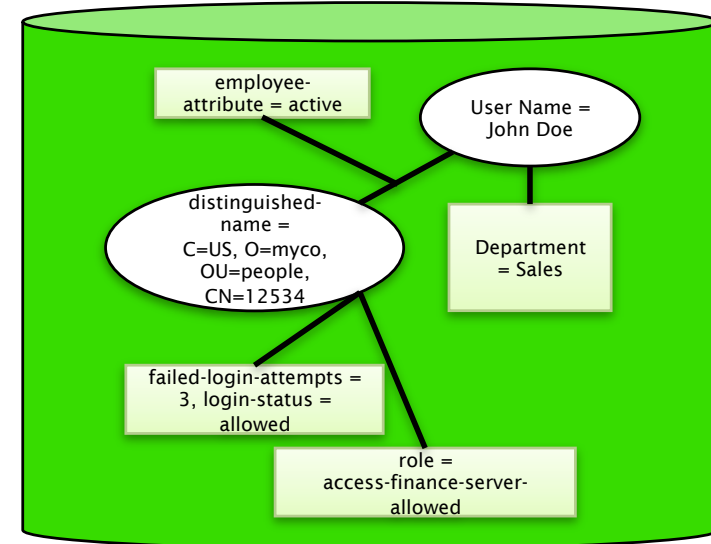 employee-
attribute = active
User Name =
John Doe
distinguished-
name =
C=US, O=myco,
OU=people,
CN=12534
Department
= Sales
failed-login-attempts =
3, login-status =
allowed
role =
access-finance-server-
allowed